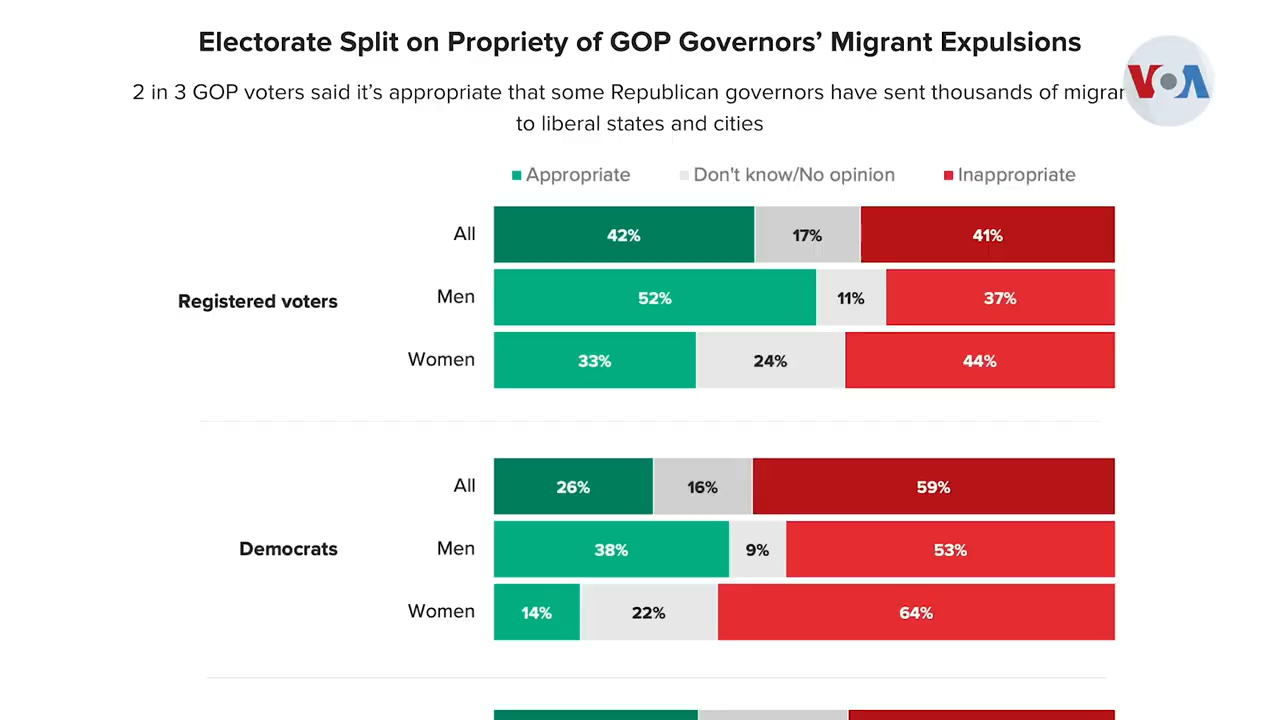 Electorate Split on Propriety of GOP Governors’ Migrant Expulsions
VOA
2 in 3 GOP voters said it’s appropriate that some Republican governors have sent thousands of
to liberal states and cities
Appropriate Don't know/No opinion Inappropriate
All 42% 17% 41%
Registered voters
Men 52% 11% 37%
Women 33% 24% 44%
All 26% 16% 59%
Democrats
Men 38% 9% 53%
Women 14% 22% 64%